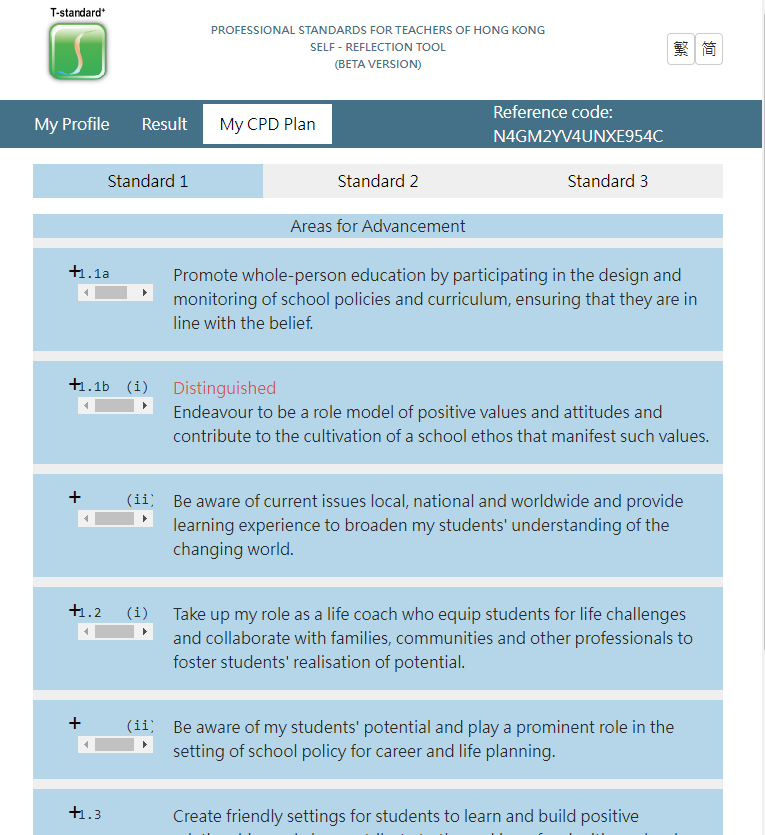 T-standard+
PROFESSIONAL STANDARDS FOR TEACHERS OF HONG KONG
SELF - REFLECTION TOOL
(BETA VERSION)
繁 简
My Profile Result My CPD Plan
Reference code:
N4GM2YV4UNXE954C
Standard 1 Standard 2 Standard 3
Areas for Advancement
+1.1a Promote whole-person education by participating in the design and
monitoring of school policies and curriculum, ensuring that they are in
line with the belief.
+1.1b (i) Distinguished
Endeavour to be a role model of positive values and attitudes and
contribute to the cultivation of a school ethos that manifest such values.
+ (ii) Be aware of current issues local, national and worldwide and provide
learning experience to broaden my students' understanding of the
changing world.
+1.2 (i) Take up my role as a life coach who equip students for life challenges
and collaborate with families, communities and other professionals to
foster students' realisation of potential.
+ (ii) Be aware of my students' potential and play a prominent role in the
setting of school policy for career and life planning.
+1.3 Create friendly settings for students to learn and build positive